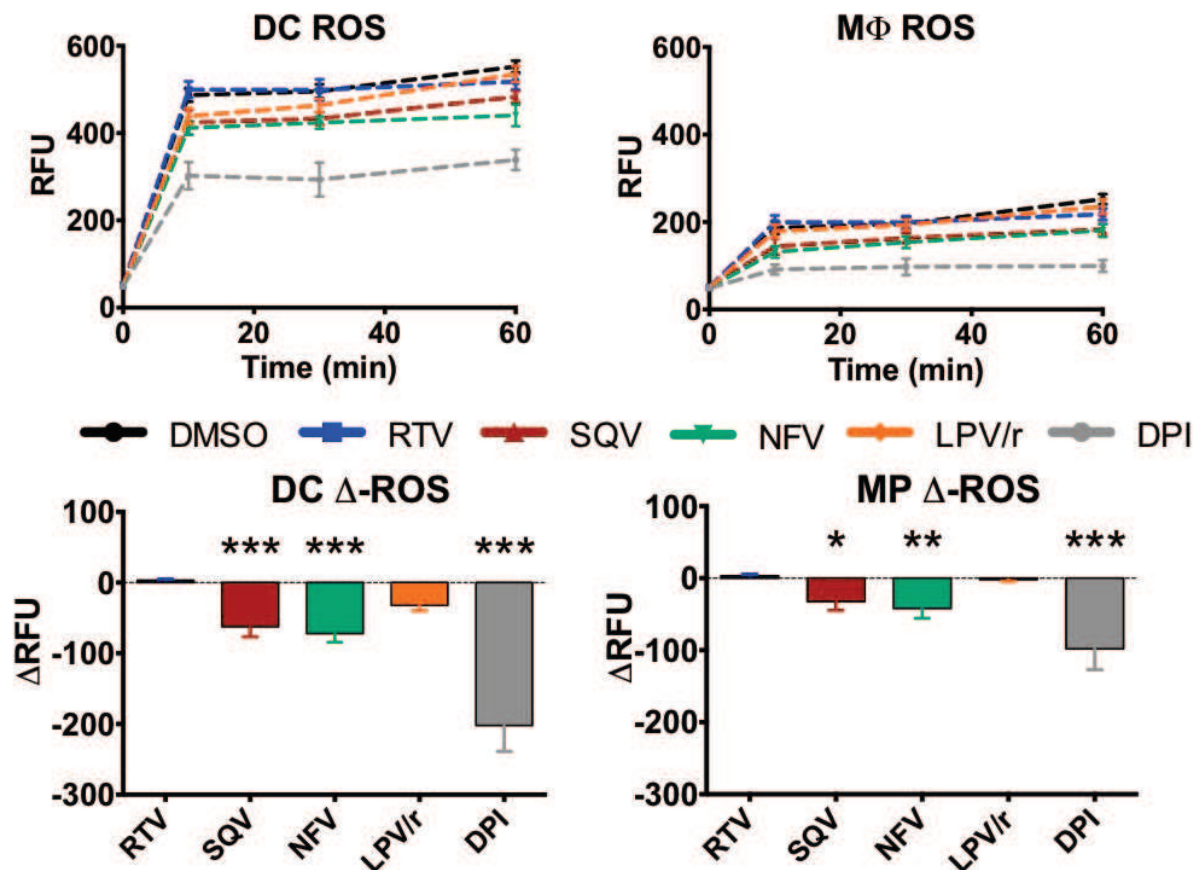 DC ROS
600
400
200
0
RFU
0 20 40 60
Time (min)
MΦ ROS
600
400
200
0
RFU
0 20 40 60
Time (min)
DMSO RTV SQV NFV LPV/r DPI
DC Δ-ROS
100
0
-100
-200
-300
ΔRFU
*** *** ***
RTV SQV NFV LPV/r DPI
MP Δ-ROS
100
0
-100
-200
-300
ΔRFU
* ** ***
RTV SQV NFV LPV/r DPI